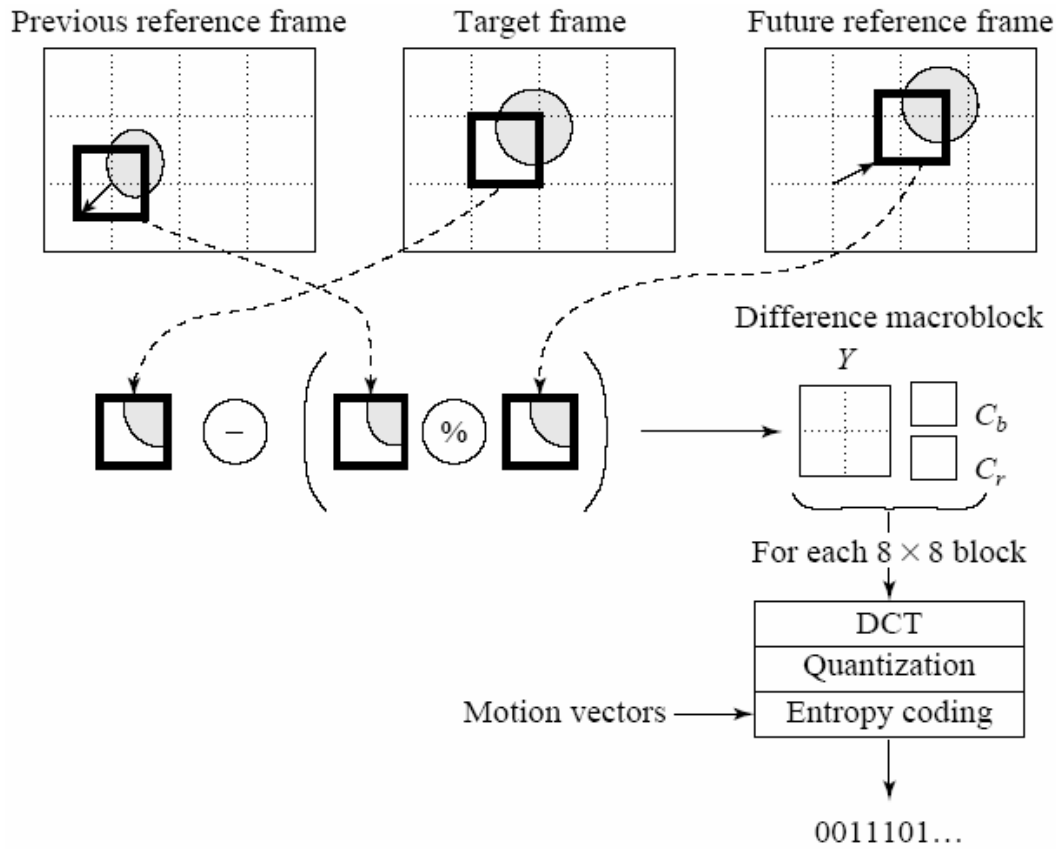 Previous reference frame
Target frame
Future reference frame
Difference macroblock
Y
− % C_b
C_r
For each 8 × 8 block
DCT
Quantization
Motion vectors
Entropy coding
0011101…